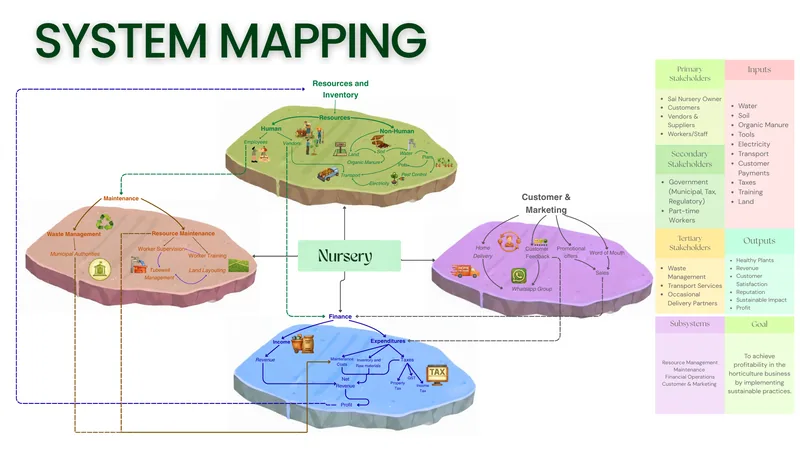 SYSTEM MAPPING
Resources and
Inventory
Resources
Human
Non-Human
Employees
Vendors
Land
Soil
Water
Organic Manure
Plants
Transport
Pest Control
Electricity
Maintenance
Waste Management
Resource Maintenance
Municipal Authorities
Worker Supervision
Worker Training
Tubewell
Management
Land Layouting
Nursery
Customer &
Marketing
Home
Delivery
Customer
Feedback
Promotional
offers
Word of Mouth
Sales
Whatsapp Group
Finance
Income
Expenditures
Revenue
Maintenance
Costs
Inventory and
Raw materials
Taxes
GST
TAX
Net
Revenue
Property
Tax
Income
Tax
Profit
Primary
Stakeholders
• Sai Nursery Owner
• Customers
• Vendors &
Suppliers
• Workers/Staff
Secondary
Stakeholders
• Government
(Municipal, Tax,
Regulatory)
• Part-time
Workers
Tertiary
Stakeholders
• Waste
Management
• Transport Services
• Occasional
Delivery Partners
Subsystems
Resource Management
Maintenance
Financial Operations
Customer & Marketing
Inputs
• Water
• Soil
• Organic Manure
• Tools
• Electricity
• Transport
• Customer
Payments
• Taxes
• Training
• Land
Outputs
• Healthy Plants
• Revenue
• Customer
Satisfaction
• Reputation
• Sustainable Impact
• Profit
Goal
To achieve
profitability in the
horticulture business
by implementing
sustainable practices.